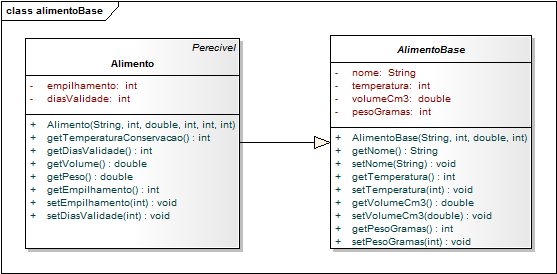 class alimentoBase
Perecivel
Alimento
- empilhamento: int
- diasValidade: int
+ Alimento(String, int, double, int, int, int)
+ getTemperaturaConservacao() : int
+ getDiasValidade() : int
+ getVolume() : double
+ getPeso() : double
+ getEmpilhamento() : int
+ setEmpilhamento(int) : void
+ setDiasValidade(int) : void
AlimentoBase
- nome: String
- temperatura: int
- volumeCm3: double
- pesoGramas: int
+ AlimentoBase(String, int, double, int)
+ getNome() : String
+ setNome(String) : void
+ getTemperatura() : int
+ setTemperatura(int) : void
+ getVolumeCm3() : double
+ setVolumeCm3(double) : void
+ getPesoGramas() : int
+ setPesoGramas(int) : void